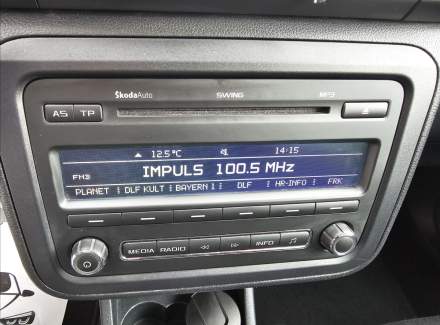 ŠkodaAuto SWING MP3
AS TP
12.5°C 14:15
IMPULS 100.5 MHz
FM3
PLANET DLF KULT BAYERN 1 DLF HR-INFO FRK
MEDIA RADIO INFO